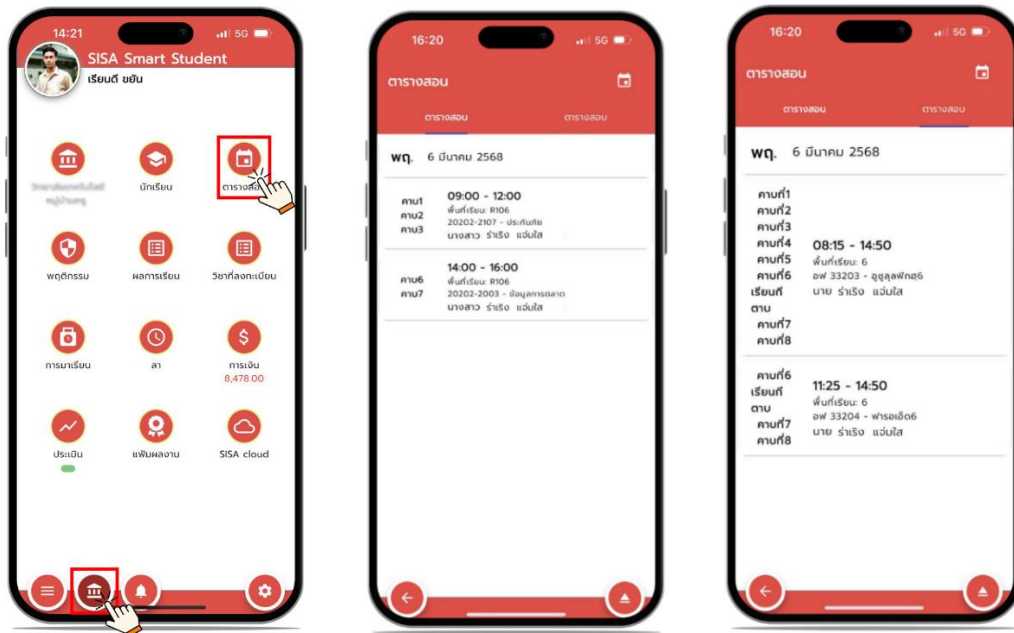 14:21
5G
SISA Smart Student
เรียนดี ขยัน
นักเรียน
ตารางสอน
พฤติกรรม
ผลการเรียน
วิชาที่ลงทะเบียน
การมาเรียน
ลา
การเงิน
8,478.00
ประเมิน
แฟ้มผลงาน
SISA cloud
16:20
5G
ตารางสอน
ตารางสอน
ตารางสอบ
พฤ. 6 มีนาคม 2568
คาบ1
คาบ2
คาบ3
09:00 - 12:00
พื้นที่เรียน: R106
20202-2107 - ประกันภัย
นางสาว ร่าเริง แจ่มใส
คาบ6
คาบ7
14:00 - 16:00
พื้นที่เรียน: R106
20202-2003 - ข้อมูลการตลาด
นางสาว ร่าเริง แจ่มใส
16:20
5G
ตารางสอน
ตารางสอน
ตารางสอบ
พฤ. 6 มีนาคม 2568
คาบที่1
คาบที่2
คาบที่3
คาบที่4
คาบที่5
คาบที่6
เรียนกี
ตาบ
คาบที่7
คาบที่8
08:15 - 14:50
พื้นที่เรียน: 6
อฟ 33203 - อูซูลุลฟิกฮฺ6
นาย ร่าเริง แจ่มใส
คาบที่6
เรียนกี
ตาบ
คาบที่7
คาบที่8
11:25 - 14:50
พื้นที่เรียน: 6
อฟ 33204 - ฟารอเอ็ด6
นาย ร่าเริง แจ่มใส